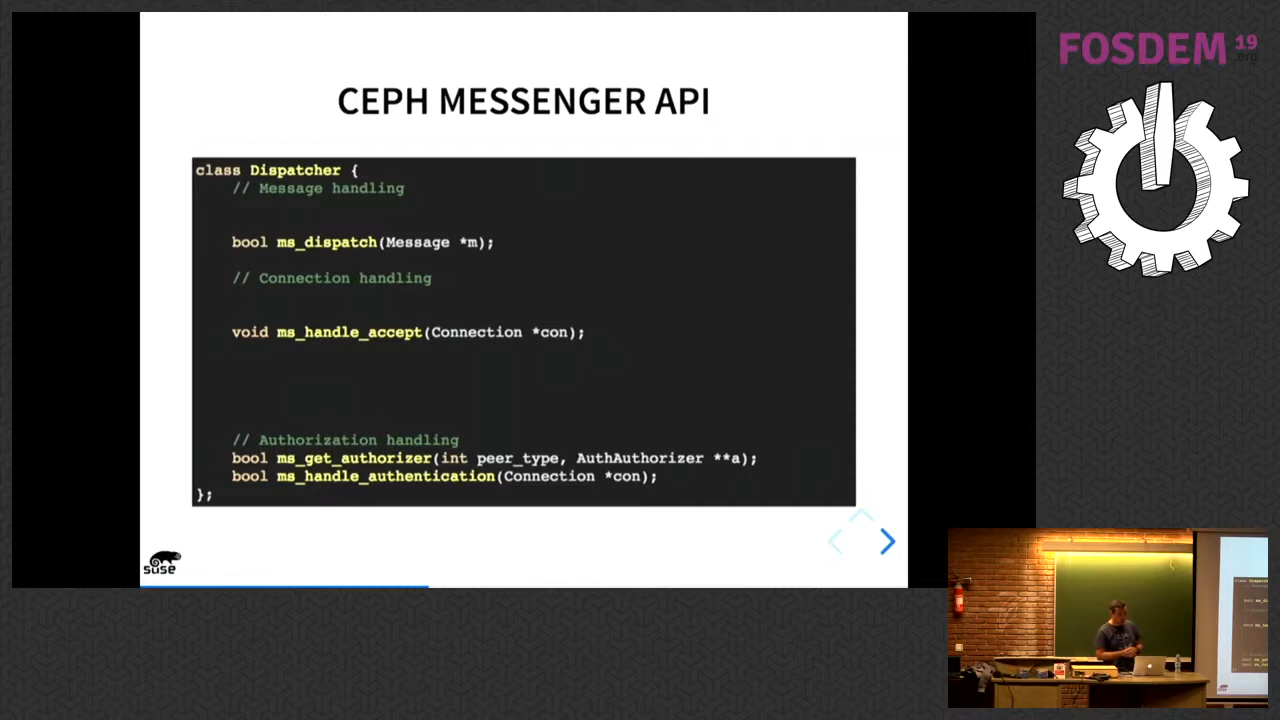 CEPH MESSENGER API
class Dispatcher {
// Message handling
bool ms_dispatch(Message *m);
// Connection handling
void ms_handle_accept(Connection *con);
// Authorization handling
bool ms_get_authorizer(int peer_type, AuthAuthorizer **a);
bool ms_handle_authentication(Connection *con);
};
SUSE
FOSDEM 19
.org